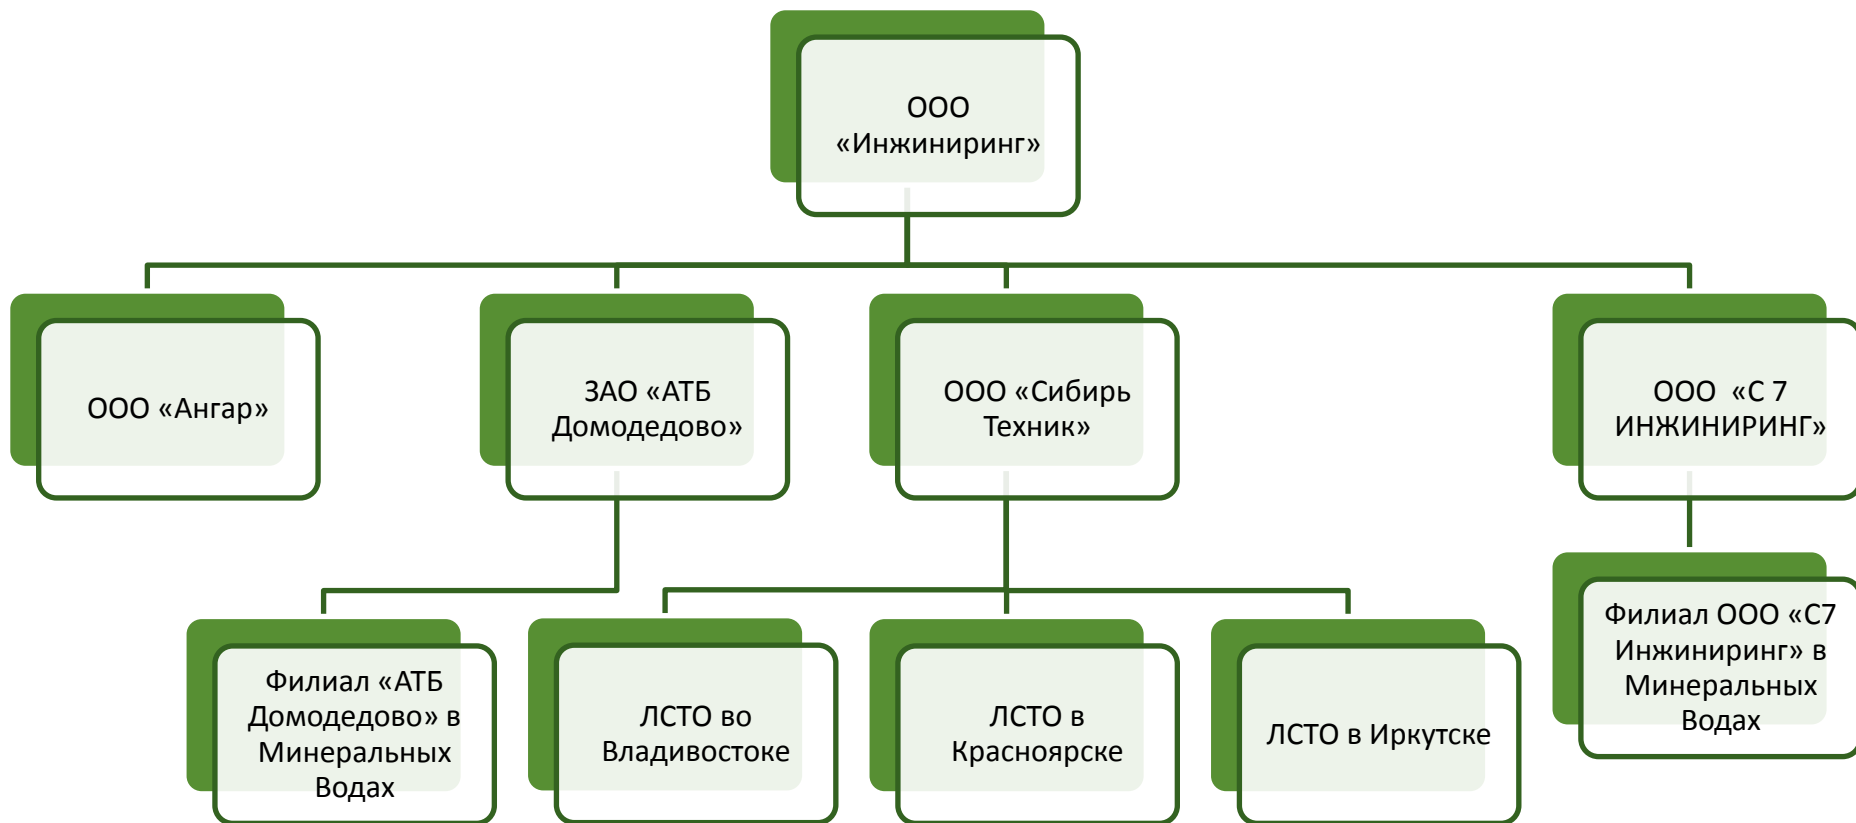 ООО
«Инжиниринг»
ООО «Ангар»
ЗАО «АТБ
Домодедово»
ООО «Сибирь
Техник»
ООО  «С 7
ИНЖИНИРИНГ»
Филиал «АТБ
Домодедово» в
Минеральных
Водах
ЛСТО во
Владивостоке
ЛСТО в
Красноярске
ЛСТО в Иркутске
Филиал ООО «С7
Инжиниринг» в
Минеральных
Водах